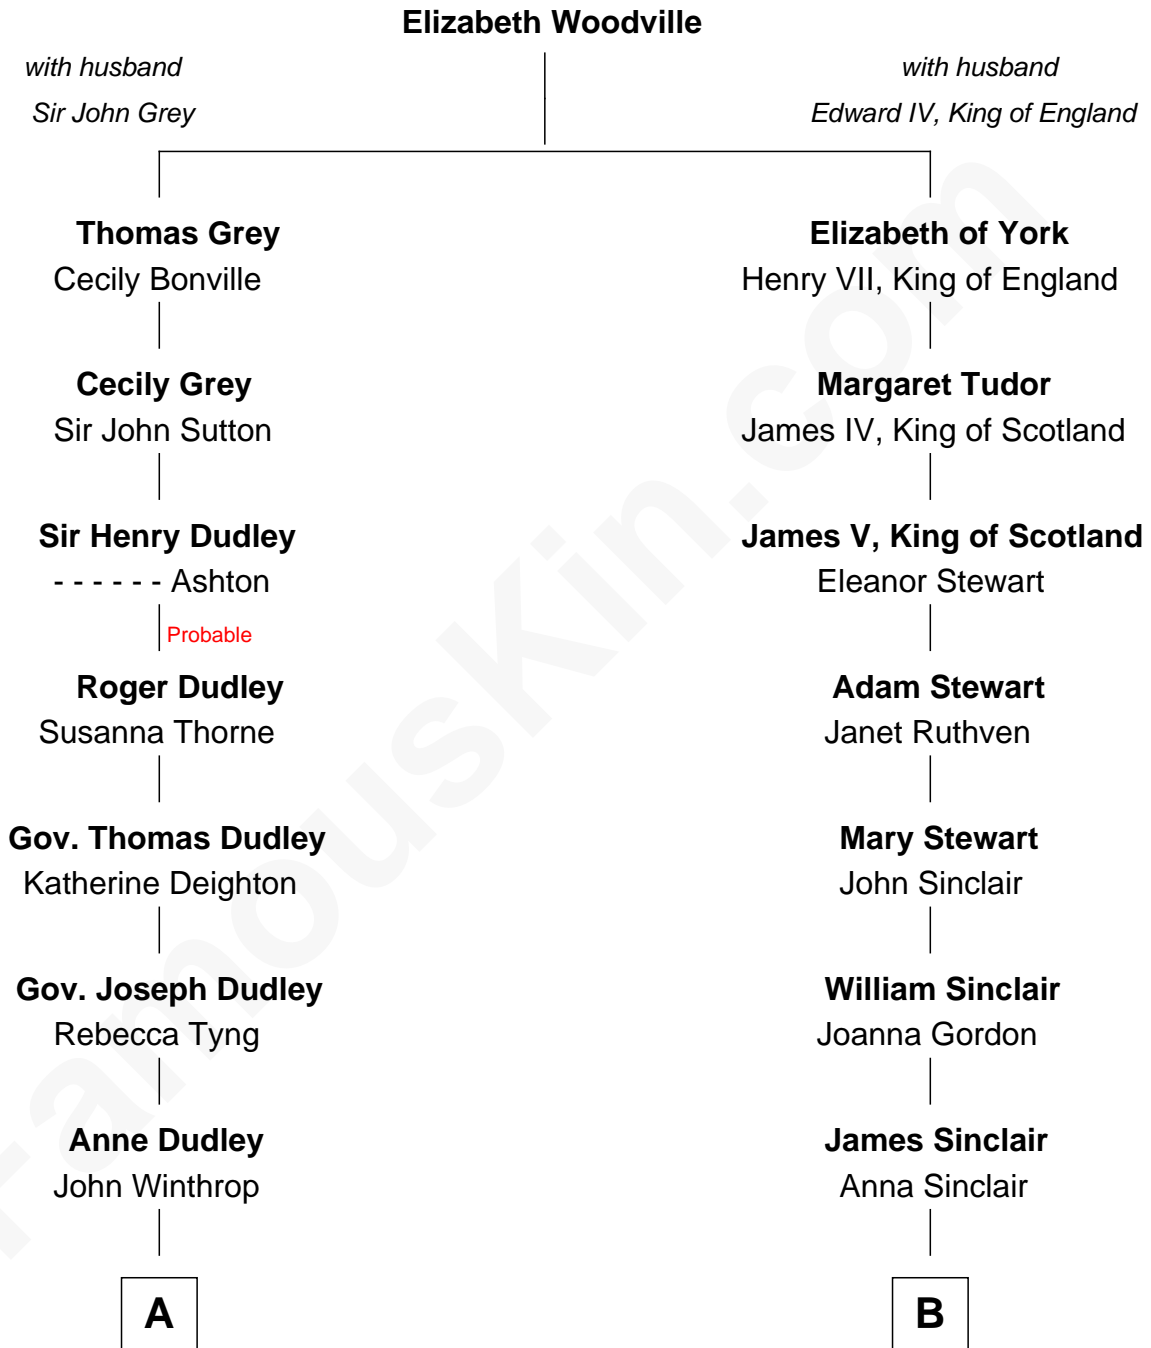 Elizabeth Woodville
with husband
Sir John Grey
with husband
Edward IV, King of England
Thomas Grey
Cecily Bonville
Elizabeth of York
Henry VII, King of England
Cecily Grey
Sir John Sutton
Margaret Tudor
James IV, King of Scotland
Sir Henry Dudley
- - - - - - Ashton
James V, King of Scotland
Eleanor Stewart
Probable
Roger Dudley
Susanna Thorne
Adam Stewart
Janet Ruthven
Gov. Thomas Dudley
Katherine Deighton
Mary Stewart
John Sinclair
Gov. Joseph Dudley
Rebecca Tyng
William Sinclair
Joanna Gordon
Anne Dudley
John Winthrop
James Sinclair
Anna Sinclair
A
B
FamousKin.com